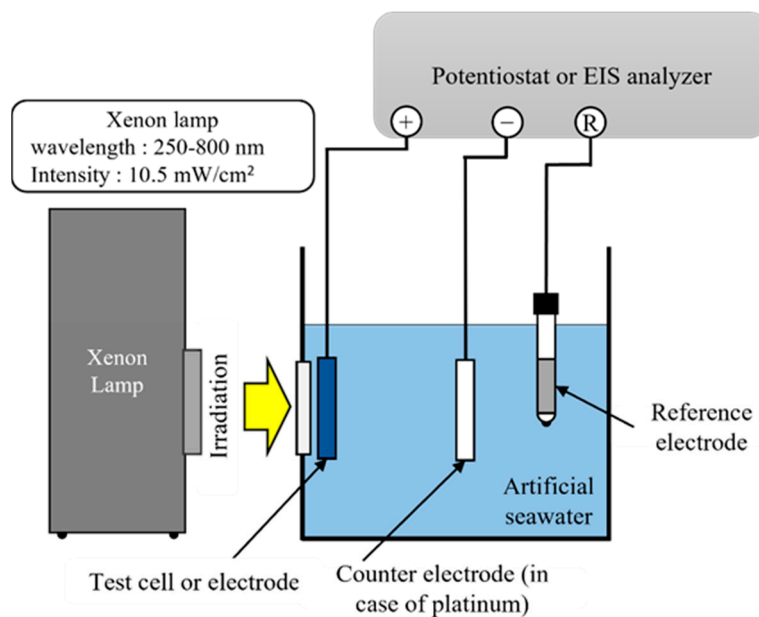 Potentiostat or EIS analyzer
+
−
R
Xenon lamp
wavelength : 250-800 nm
Intensity : 10.5 mW/cm²
Xenon
Lamp
Irradiation
Reference
electrode
Artificial
seawater
Test cell or electrode
Counter electrode (in
case of platinum)